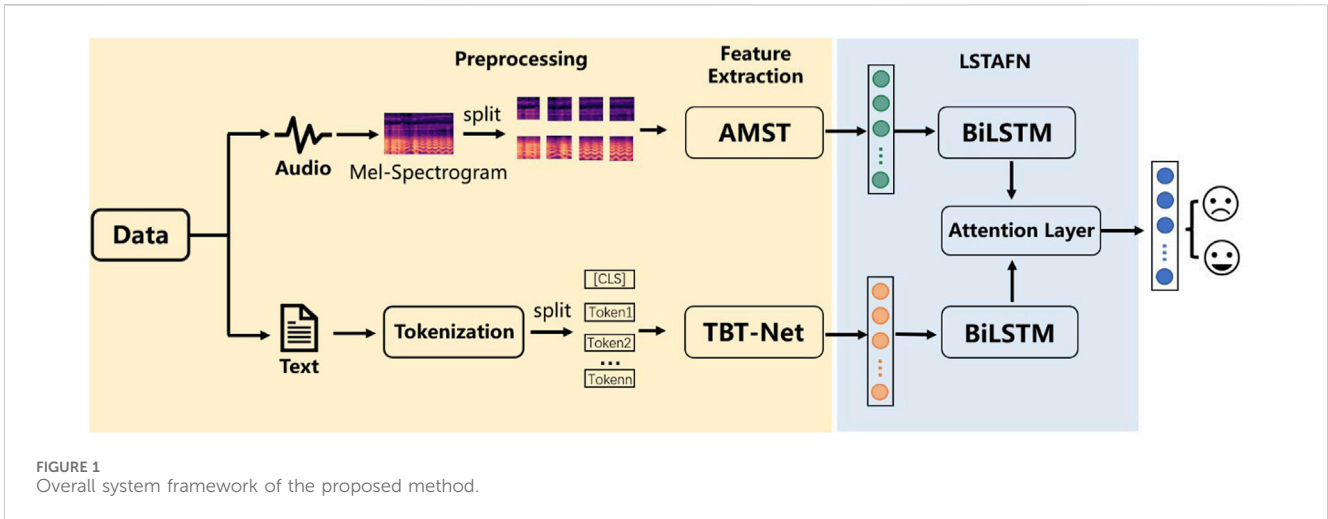 Preprocessing
Feature
Extraction
LSTAFN
split
AMST
BiLSTM
Audio
Mel-Spectrogram
Data
Attention Layer
[CLS]
split
Token1
Tokenization
Token2
TBT-Net
BiLSTM
...
Tokenn
Text
FIGURE 1
Overall system framework of the proposed method.